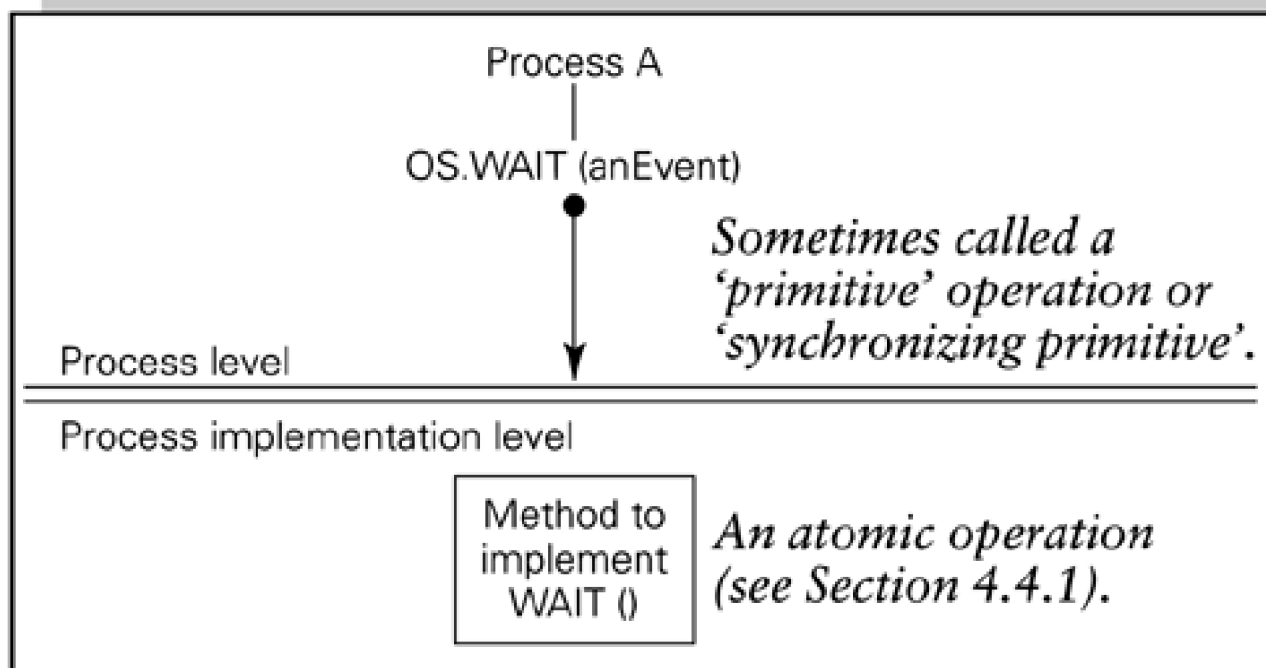 Process A
OS.WAIT (anEvent)
Sometimes called a
‘primitive’ operation or
‘synchronizing primitive’.
Process level
Process implementation level
Method to
implement
WAIT ()
An atomic operation
(see Section 4.4.1).